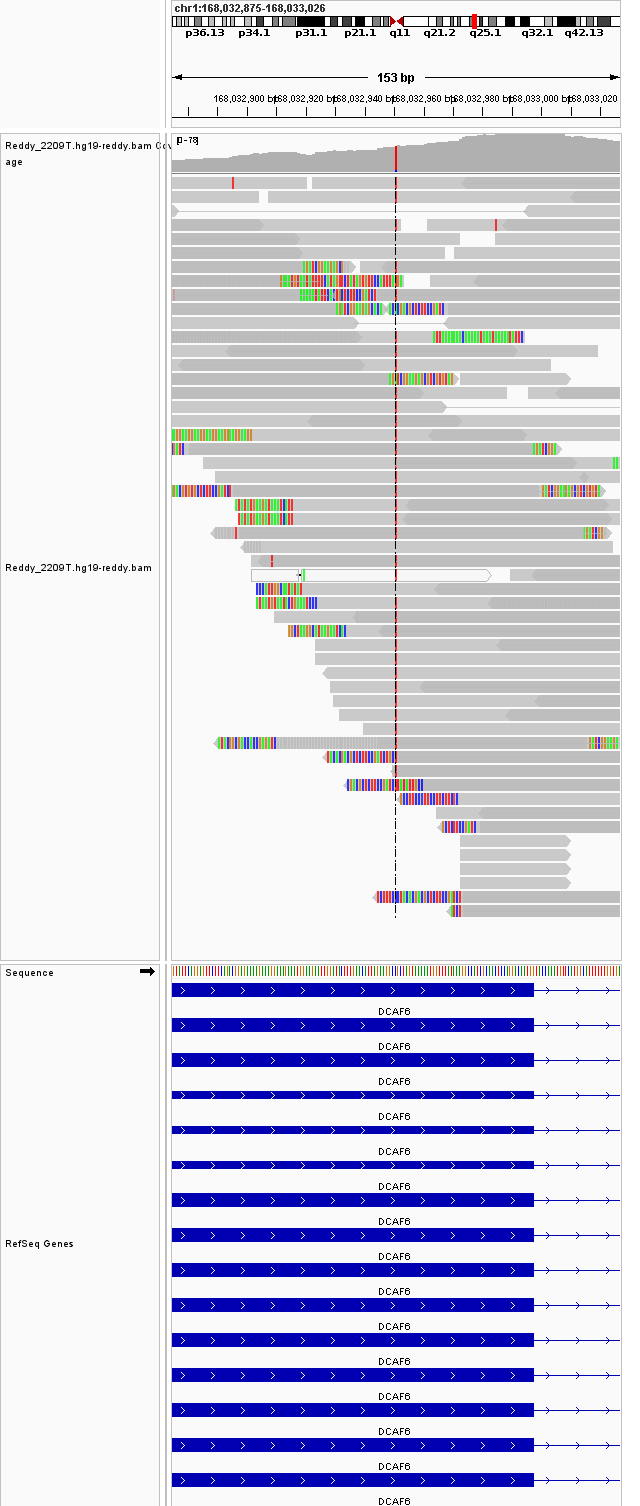 chr1:168,032,875-168,033,026
p36.13 p34.1 p31.1 p21.1 q11 q21.2 q25.1 q32.1 q42.13
153 bp
168,032,900 bp 168,032,920 bp 168,032,940 bp 168,032,960 bp 168,032,980 bp 168,033,000 bp 168,033,020
Reddy_2209T.hg19-reddy.bam Cov
age
[0-78]
Reddy_2209T.hg19-reddy.bam
Sequence
DCAF6
DCAF6
DCAF6
DCAF6
DCAF6
DCAF6
DCAF6
RefSeq Genes
DCAF6
DCAF6
DCAF6
DCAF6
DCAF6
DCAF6
DCAF6
DCAF6